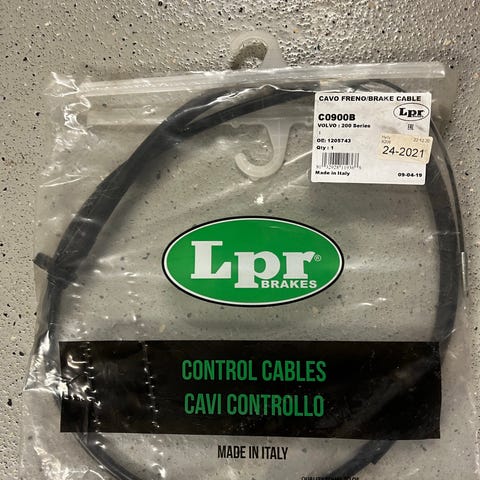 CAVO FRENO/BRAKE CABLE
C0900B
VOLVO : 200 Series
Lpr
:
OE: 1205743
Qty : 1
24-2021
Made in Italy
09-04-19
Lpr®
BRAKES
CONTROL CABLES
CAVI CONTROLLO
MADE IN ITALY